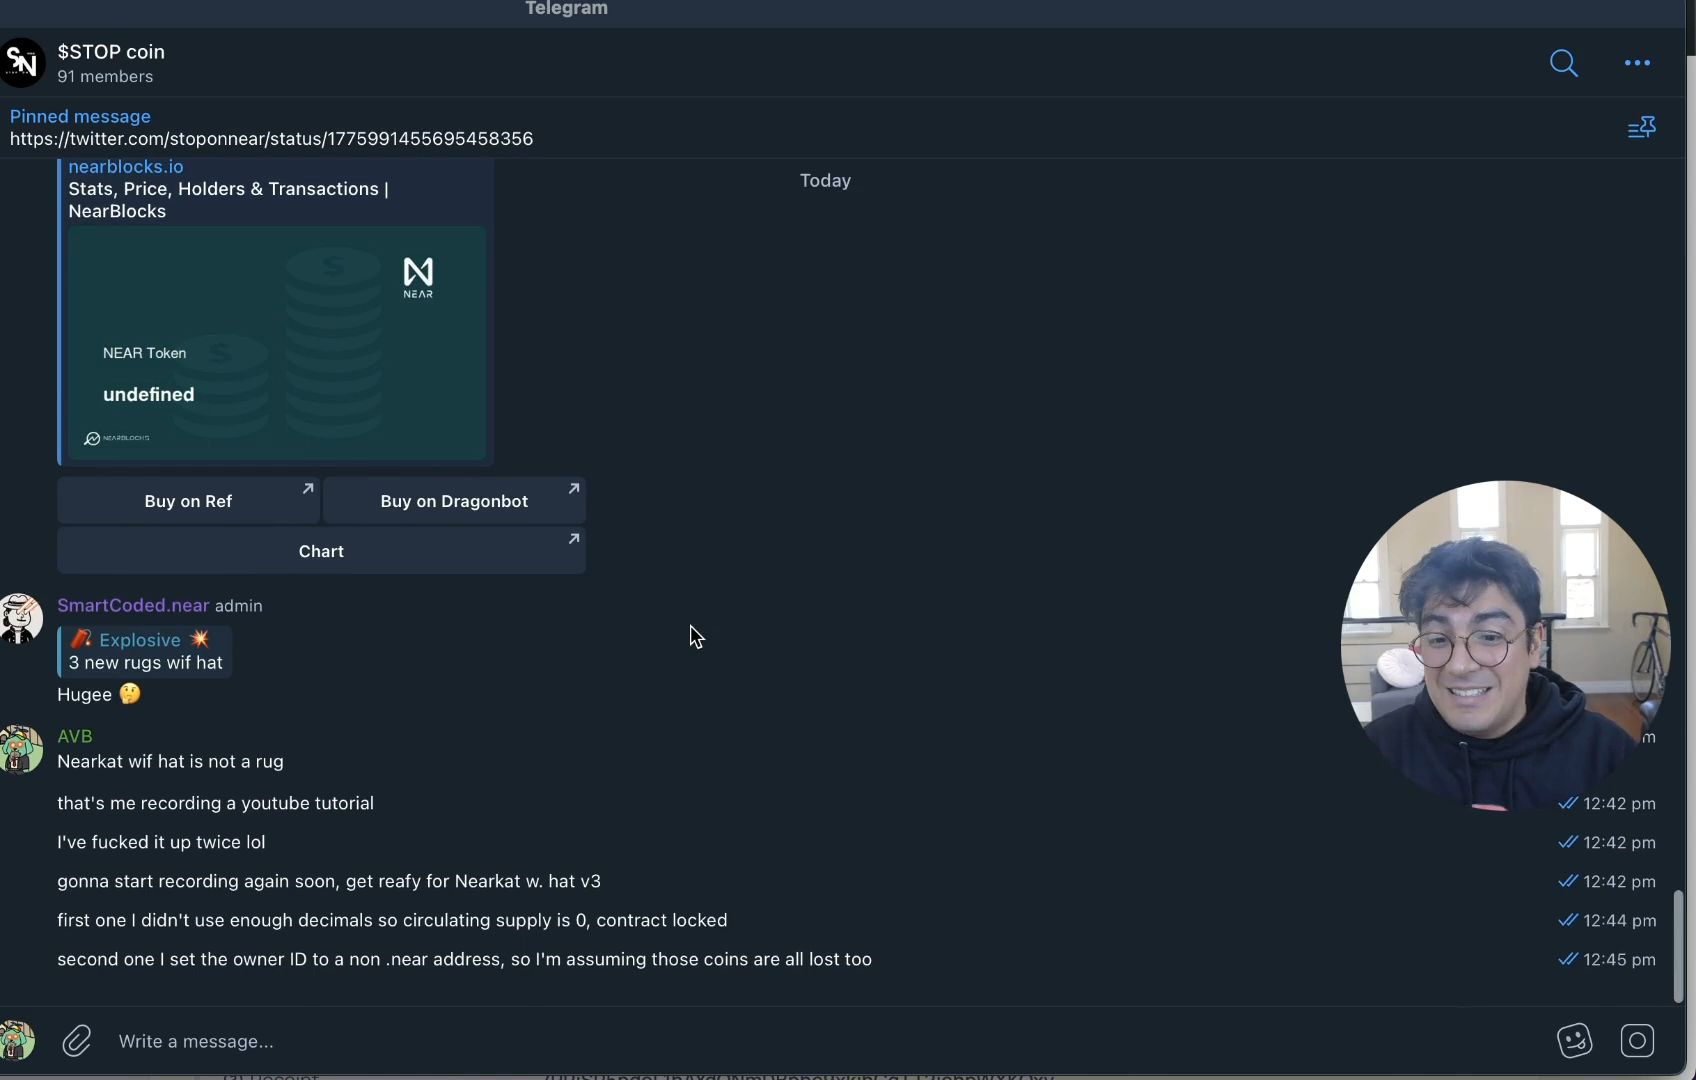 Telegram
SN
$STOP coin
91 members
Pinned message
https://twitter.com/stoponnear/status/1775991455695458356
nearblocks.io
Stats, Price, Holders & Transactions |
NearBlocks
Today
NEAR
NEAR Token
undefined
NEARBLOCKS
Buy on Ref
Buy on Dragonbot
Chart
SmartCoded.near admin
🧨 Explosive 💥
3 new rugs wif hat
Hugee 🤔
AVB
Nearkat wif hat is not a rug
m
that's me recording a youtube tutorial
12:42 pm
I've fucked it up twice lol
12:42 pm
gonna start recording again soon, get reafy for Nearkat w. hat v3
12:42 pm
first one I didn't use enough decimals so circulating supply is 0, contract locked
12:44 pm
second one I set the owner ID to a non .near address, so I'm assuming those coins are all lost too
12:45 pm
Write a message...